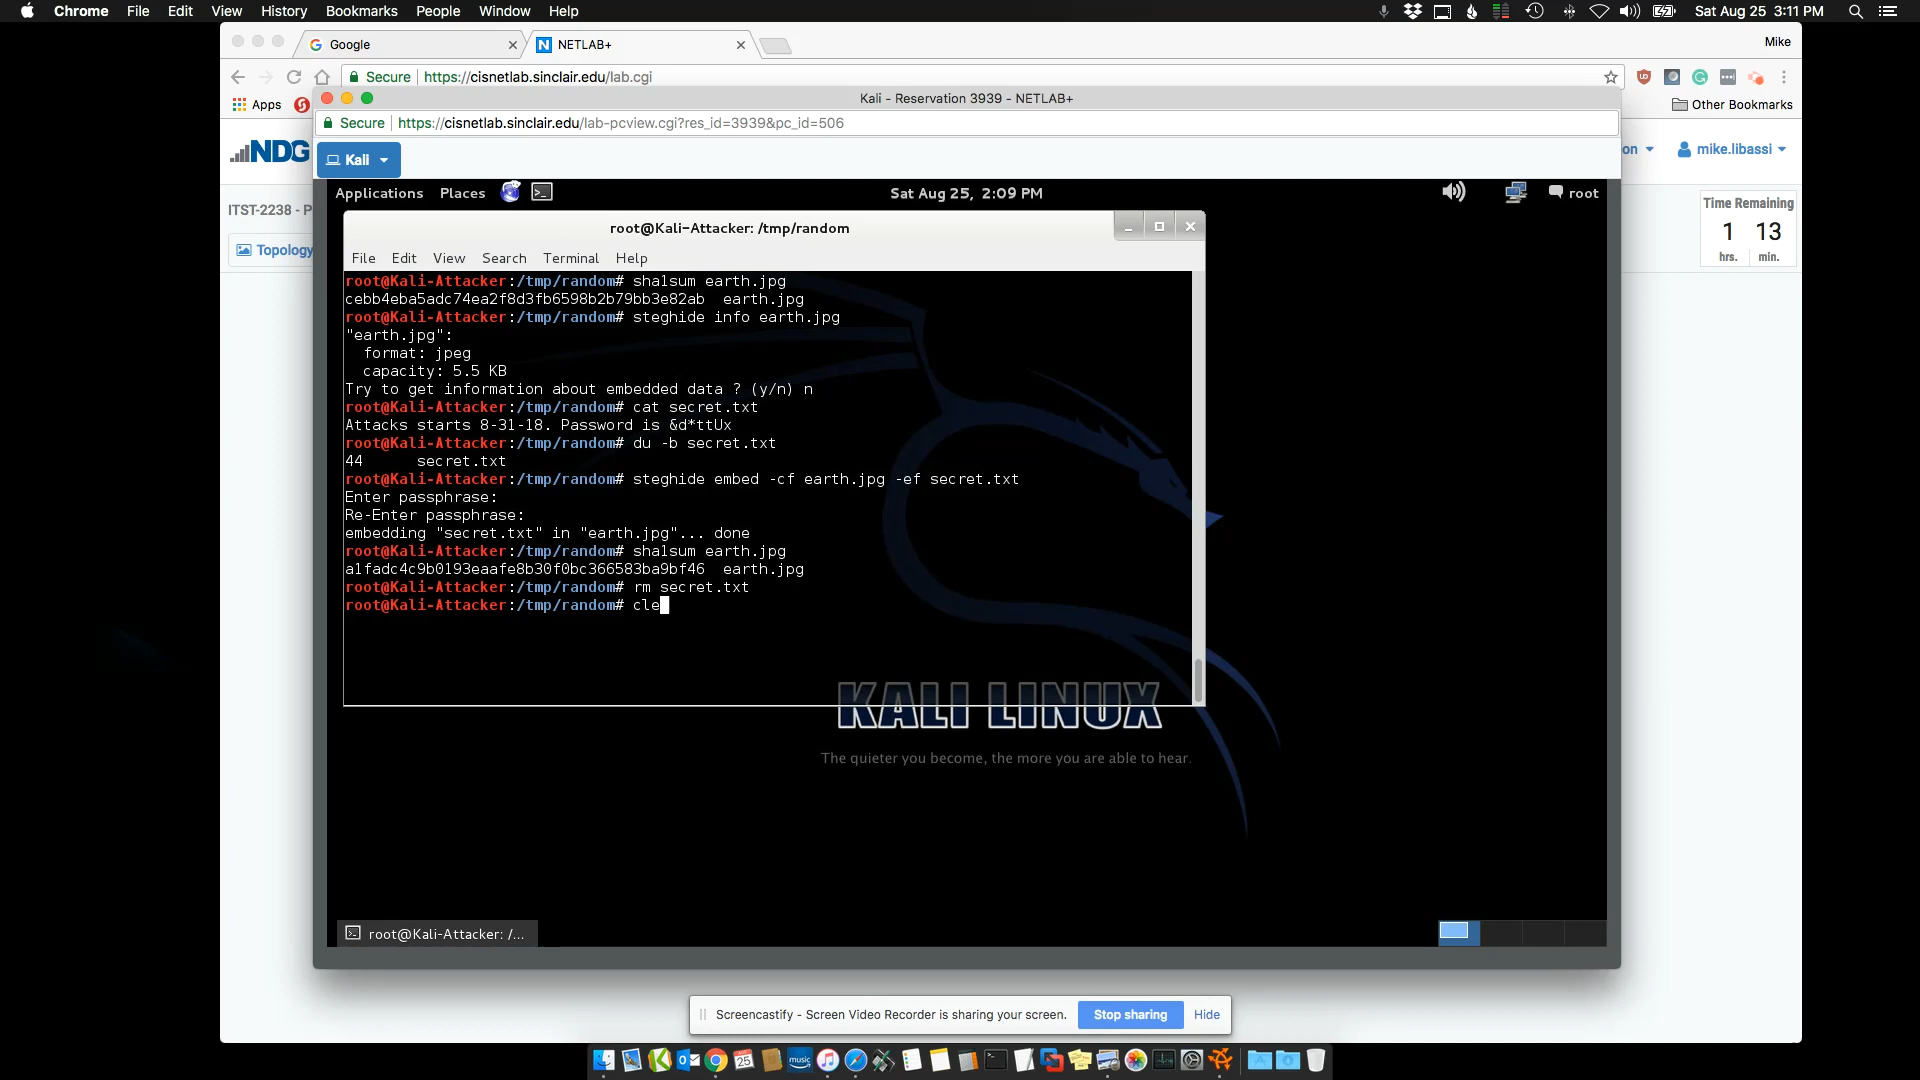 Chrome File Edit View History Bookmarks People Window Help Sat Aug 25 3:11 PM
Google NETLAB+ Mike
Secure https://cisnetlab.sinclair.edu/lab.cgi
Apps Other Bookmarks
Kali - Reservation 3939 - NETLAB+
Secure https://cisnetlab.sinclair.edu/lab-pcview.cgi?res_id=3939&pc_id=506
NDG Kali on mike.libassi
Applications Places Sat Aug 25, 2:09 PM root
ITST-2238 - P
Topology
Time Remaining
1 13
hrs. min.
root@Kali-Attacker: /tmp/random
File Edit View Search Terminal Help
root@Kali-Attacker:/tmp/random# sha1sum earth.jpg
cebb4eba5adc74ea2f8d3fb6598b2b79bb3e82ab earth.jpg
root@Kali-Attacker:/tmp/random# steghide info earth.jpg
"earth.jpg":
format: jpeg
capacity: 5.5 KB
Try to get information about embedded data ? (y/n) n
root@Kali-Attacker:/tmp/random# cat secret.txt
Attacks starts 8-31-18. Password is &d*ttUx
root@Kali-Attacker:/tmp/random# du -b secret.txt
44 secret.txt
root@Kali-Attacker:/tmp/random# steghide embed -cf earth.jpg -ef secret.txt
Enter passphrase:
Re-Enter passphrase:
embedding "secret.txt" in "earth.jpg"... done
root@Kali-Attacker:/tmp/random# sha1sum earth.jpg
a1fadc4c9b0193eaafe8b30f0bc366583ba9bf46 earth.jpg
root@Kali-Attacker:/tmp/random# rm secret.txt
root@Kali-Attacker:/tmp/random# cle
KALI LINUX
The quieter you become, the more you are able to hear.
root@Kali-Attacker: /...
Screencastify - Screen Video Recorder is sharing your screen. Stop sharing Hide
25
music